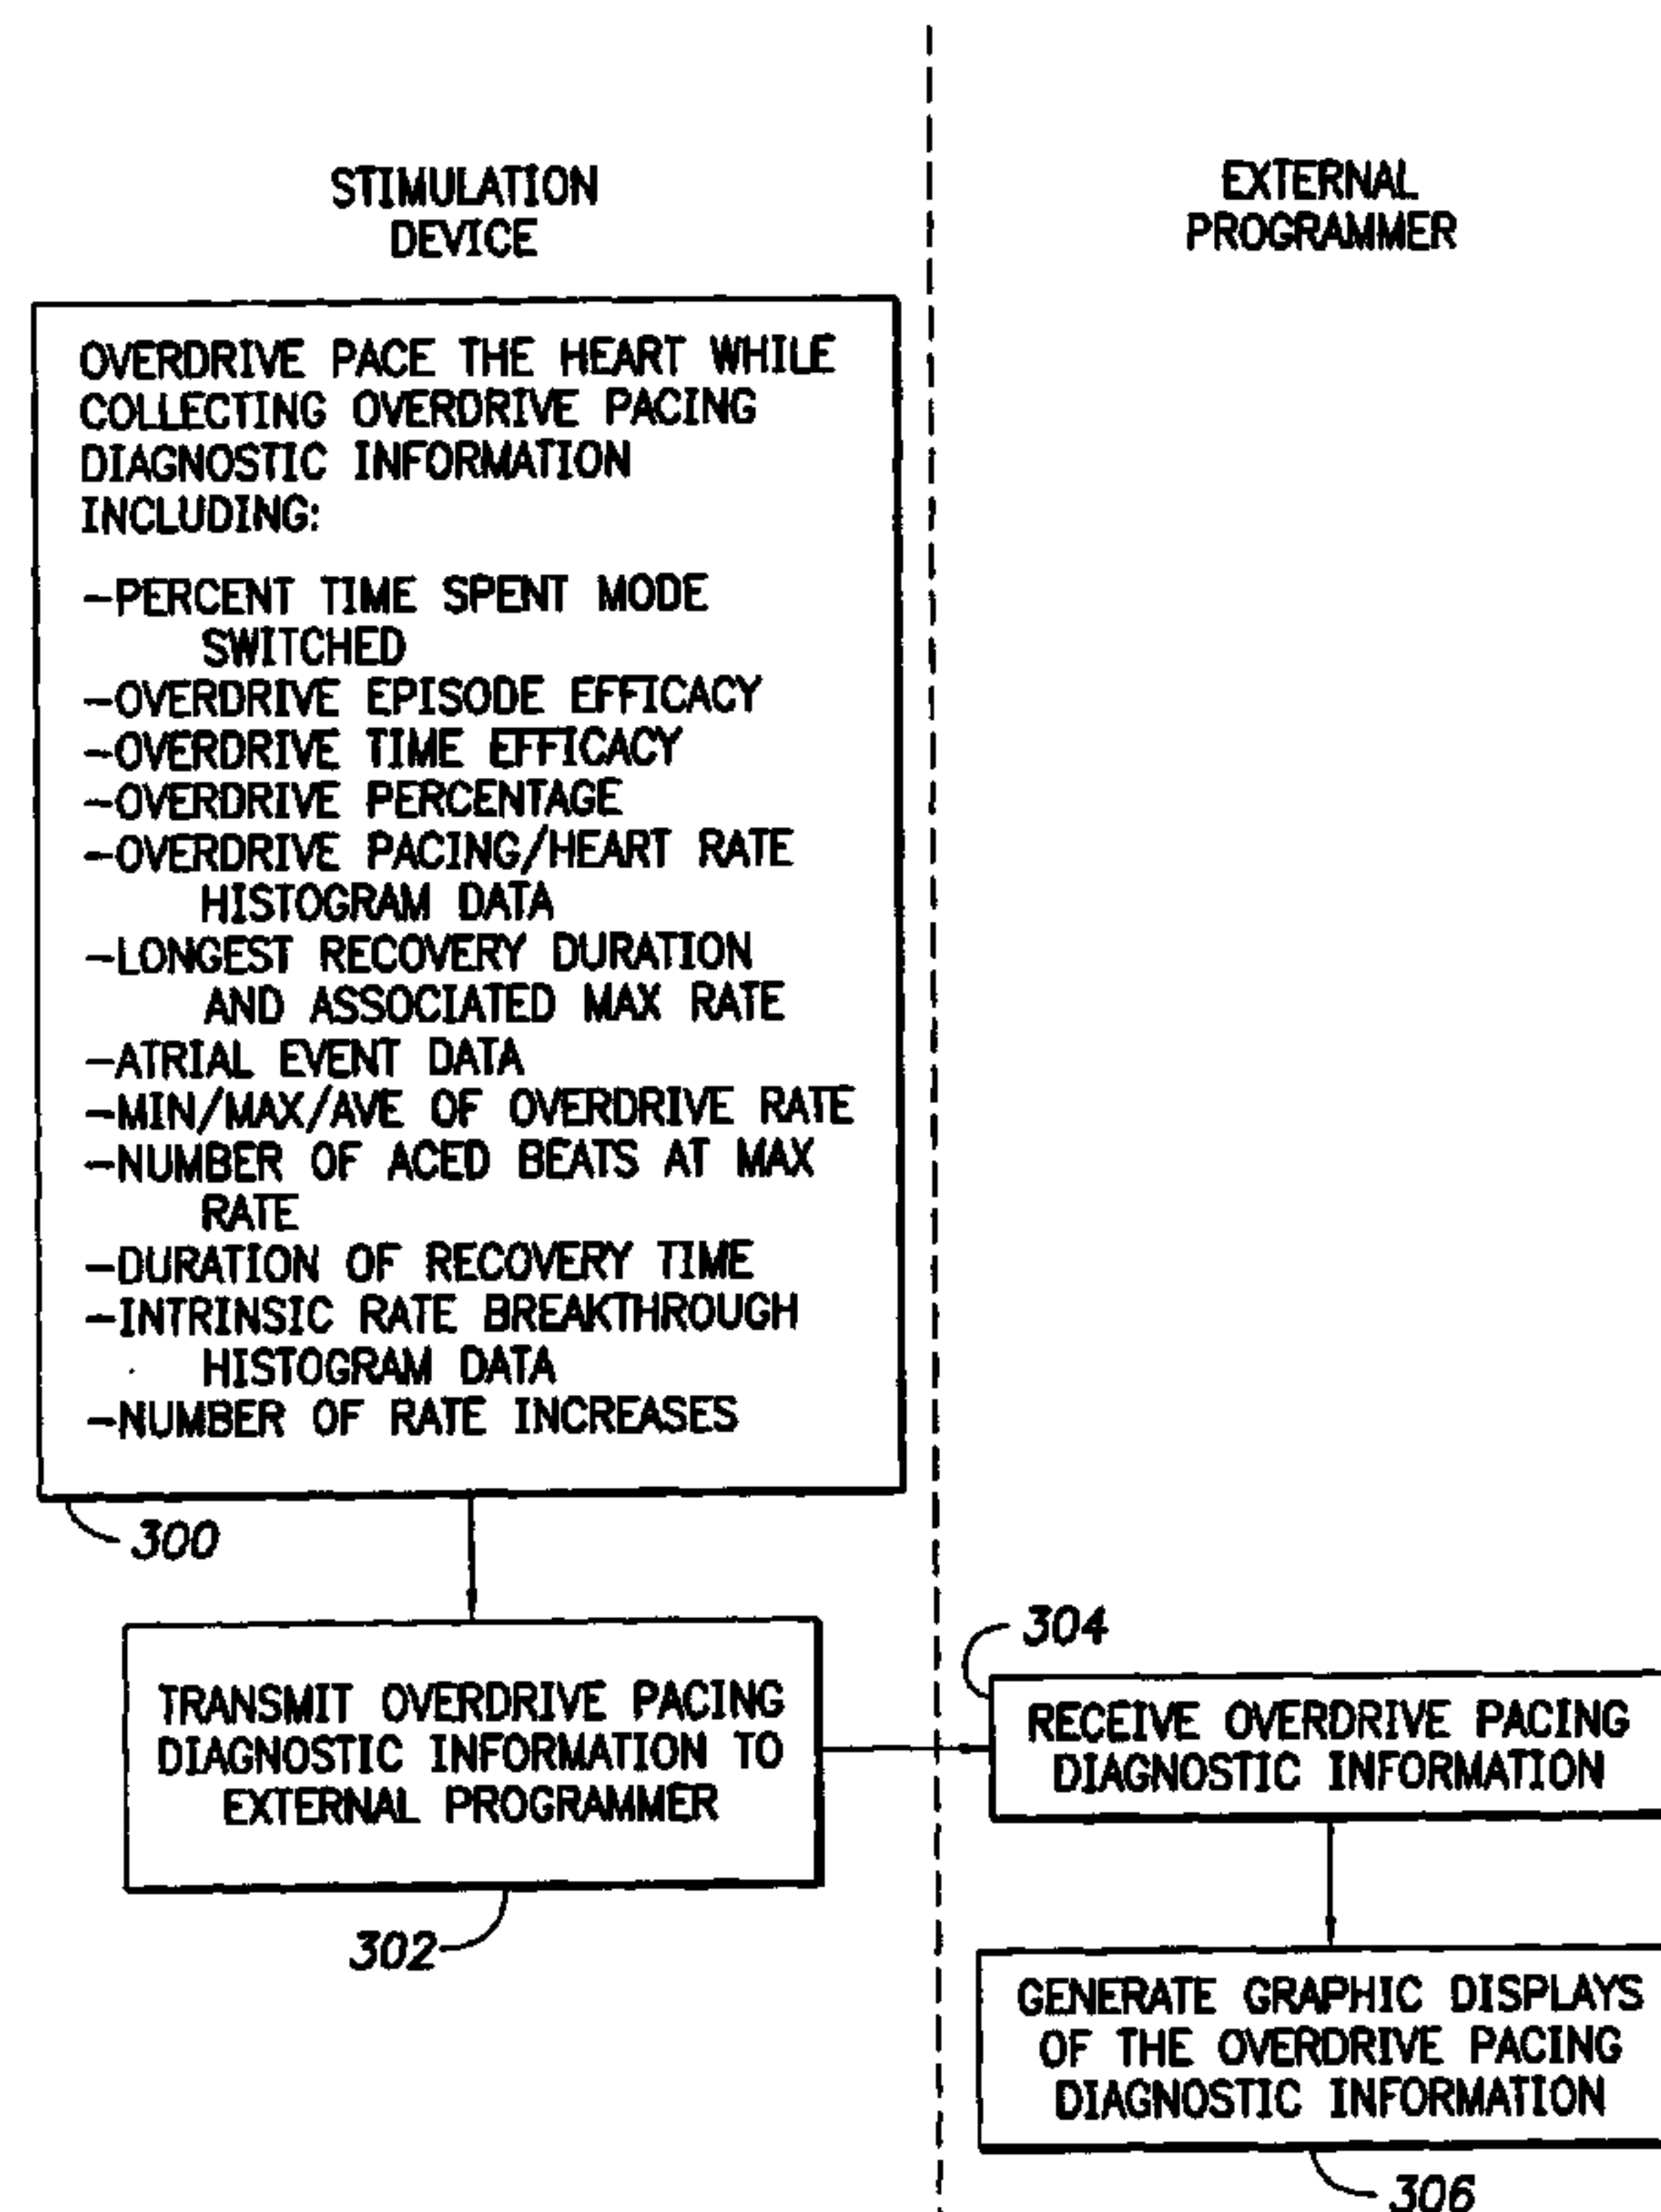 STIMULATION
DEVICE
EXTERNAL
PROGRAMMER
OVERDRIVE PACE THE HEART WHILE
COLLECTING OVERDRIVE PACING
DIAGNOSTIC INFORMATION
INCLUDING:
-PERCENT TIME SPENT MODE
SWITCHED
-OVERDRIVE EPISODE EFFICACY
-OVERDRIVE TIME EFFICACY
-OVERDRIVE PERCENTAGE
-OVERDRIVE PACING/HEART RATE
HISTOGRAM DATA
-LONGEST RECOVERY DURATION
AND ASSOCIATED MAX RATE
-ATRIAL EVENT DATA
-MIN/MAX/AVE OF OVERDRIVE RATE
-NUMBER OF ACED BEATS AT MAX
RATE
-DURATION OF RECOVERY TIME
-INTRINSIC RATE BREAKTHROUGH
HISTOGRAM DATA
-NUMBER OF RATE INCREASES
300
TRANSMIT OVERDRIVE PACING
DIAGNOSTIC INFORMATION TO
EXTERNAL PROGRAMMER
302
304
RECEIVE OVERDRIVE PACING
DIAGNOSTIC INFORMATION
GENERATE GRAPHIC DISPLAYS
OF THE OVERDRIVE PACING
DIAGNOSTIC INFORMATION
306